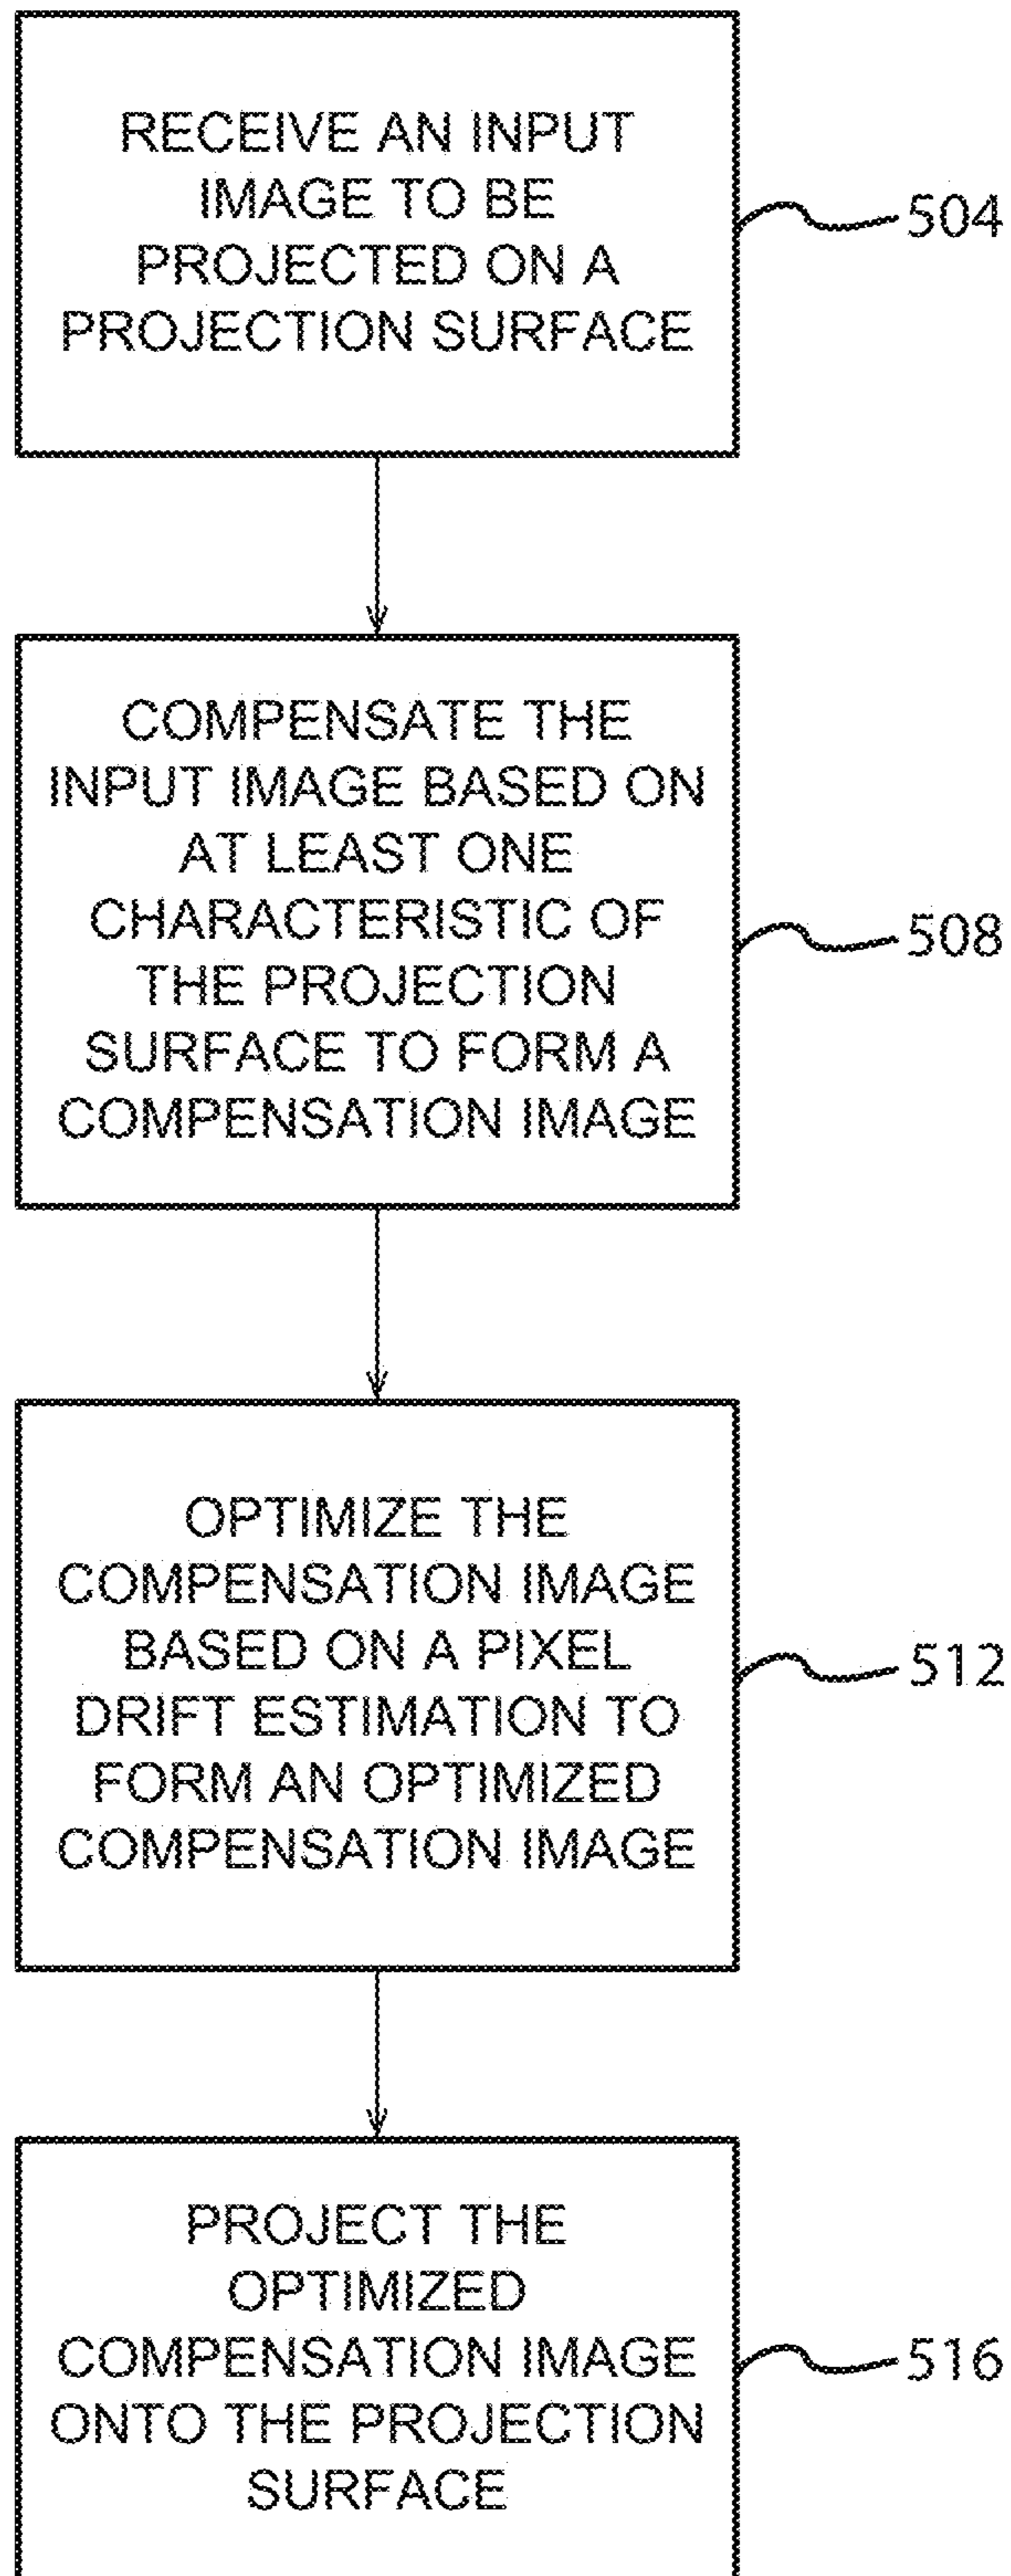 RECEIVE AN INPUT
IMAGE TO BE
PROJECTED ON A
PROJECTION SURFACE
504
COMPENSATE THE
INPUT IMAGE BASED ON
AT LEAST ONE
CHARACTERISTIC OF
THE PROJECTION
SURFACE TO FORM A
COMPENSATION IMAGE
508
OPTIMIZE THE
COMPENSATION IMAGE
BASED ON A PIXEL
DRIFT ESTIMATION TO
FORM AN OPTIMIZED
COMPENSATION IMAGE
512
PROJECT THE
OPTIMIZED
COMPENSATION IMAGE
ONTO THE PROJECTION
SURFACE
516